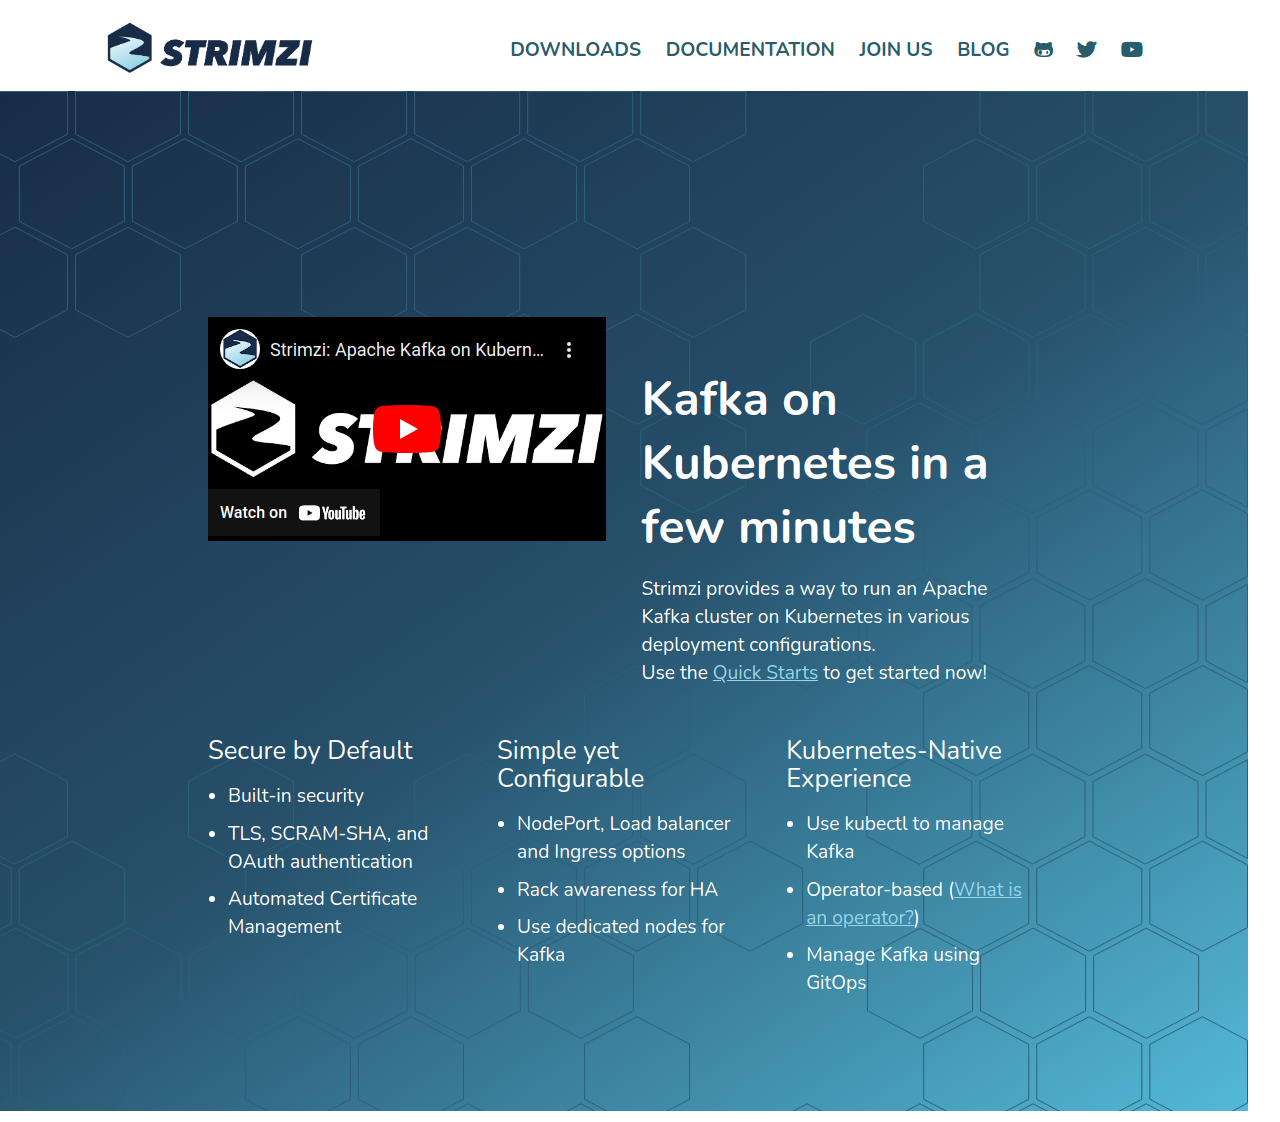 STRIMZI
DOWNLOADS DOCUMENTATION JOIN US BLOG
Strimzi: Apache Kafka on Kubern...
STRIMZI
Watch on YouTube
Kafka on
Kubernetes in a
few minutes
Strimzi provides a way to run an Apache
Kafka cluster on Kubernetes in various
deployment configurations.
Use the Quick Starts to get started now!
Secure by Default
• Built-in security
• TLS, SCRAM-SHA, and
OAuth authentication
• Automated Certificate
Management
Simple yet
Configurable
• NodePort, Load balancer
and Ingress options
• Rack awareness for HA
• Use dedicated nodes for
Kafka
Kubernetes-Native
Experience
• Use kubectl to manage
Kafka
• Operator-based (What is
an operator?)
• Manage Kafka using
GitOps